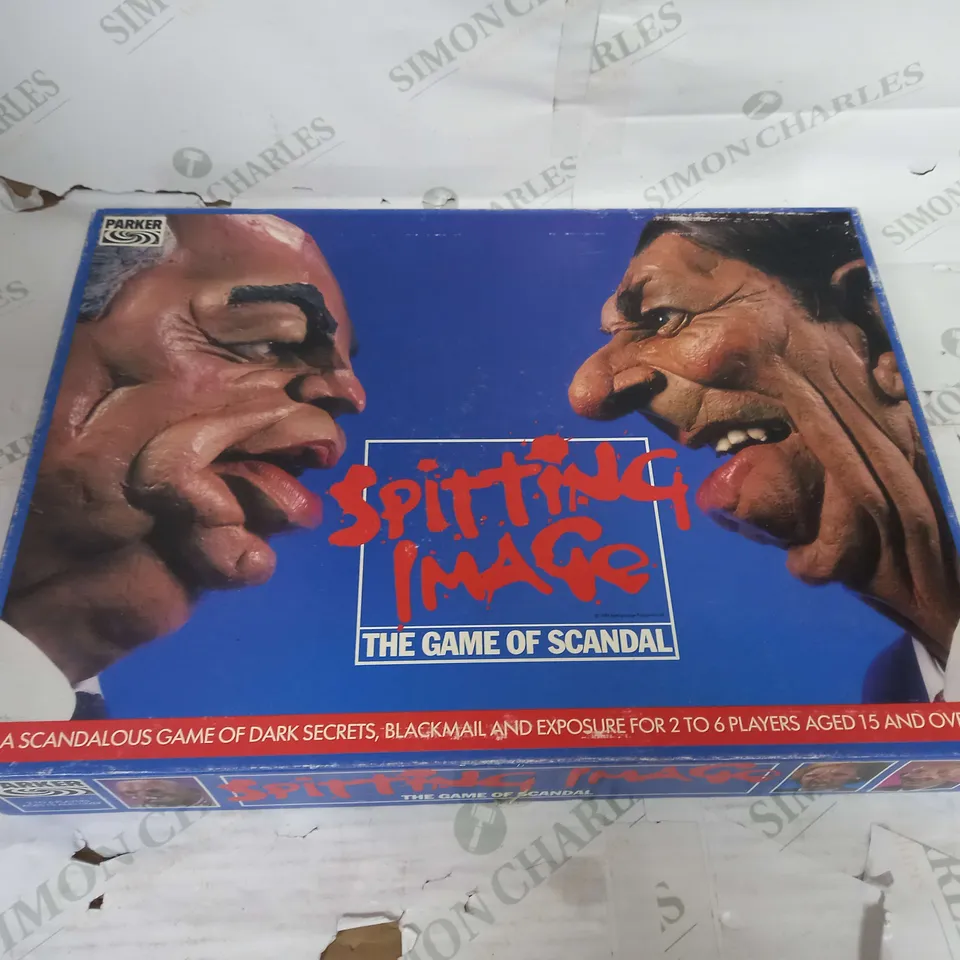 SIMON CHARLES
SIMON CHARLES
SIMON CHARLES
SIMON CHARLES
SIMON CHARLES
PARKER
SPITTING
IMAGE
THE GAME OF SCANDAL
A SCANDALOUS GAME OF DARK SECRETS, BLACKMAIL AND EXPOSURE FOR 2 TO 6 PLAYERS AGED 15 AND OVE
PARKER
SPITTING IMAGE
THE GAME OF SCANDAL
SIMON CHARLES
SIMON CHARLES